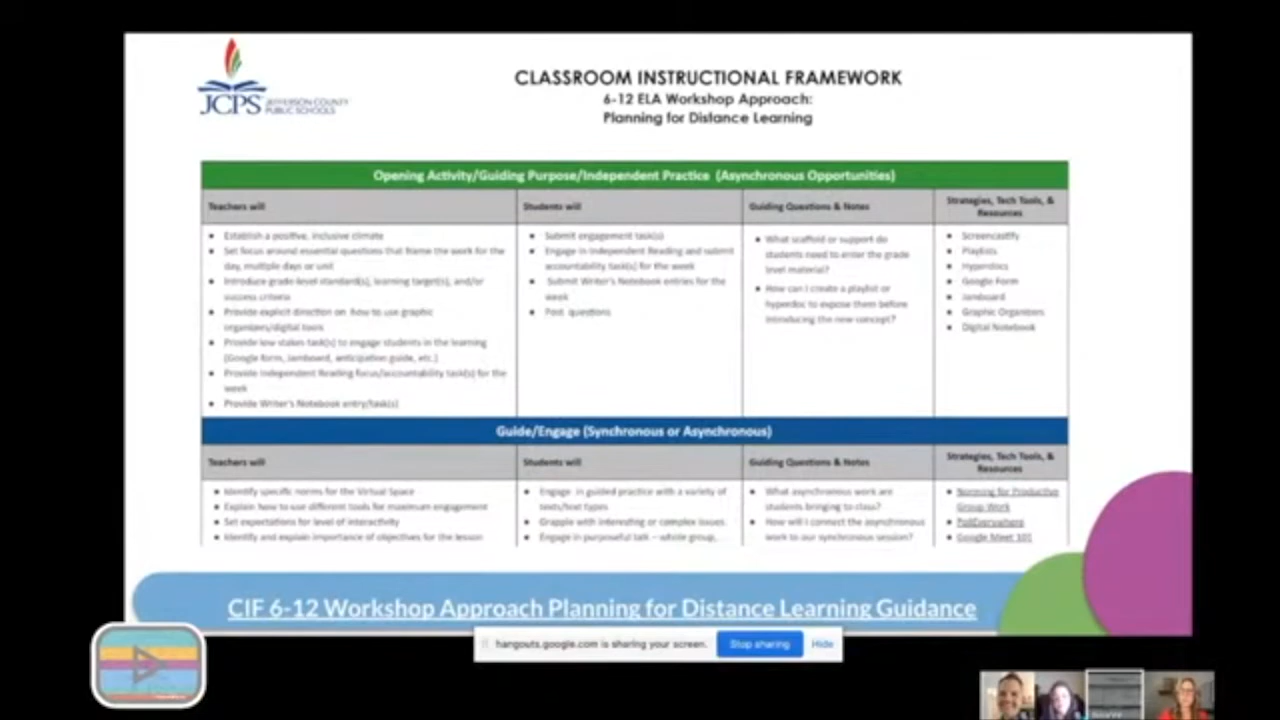 JCPS JEFFERSON COUNTY
PUBLIC SCHOOLS
CLASSROOM INSTRUCTIONAL FRAMEWORK
6-12 ELA Workshop Approach:
Planning for Distance Learning
Opening Activity/Guiding Purpose/Independent Practice (Asynchronous Opportunities)
Teachers will
• Establish a positive, inclusive climate
• Set focus around essential questions that frame the work for the
day, multiple days or unit
• Introduce grade-level standard(s), learning target(s), and/or
success criteria
• Provide explicit direction on how to use graphic
organizers/digital tools
• Provide low stakes task(s) to engage students in the learning
(Google form, Jamboard, anticipation guide, etc.)
• Provide Independent Reading focus/accountability task(s) for the
week
• Provide Writer's Notebook entry/task(s)
Students will
• Submit engagement task(s)
• Engage in Independent Reading and submit
accountability task(s) for the week
• Submit Writer's Notebook entries for the
week
• Post questions
Guiding Questions & Notes
• What scaffold or support do
students need to enter the grade
level material?
• How can I create a playlist or
hyperdoc to expose them before
introducing the new concept?
Strategies, Tech Tools, &
Resources
• Screencastify
• Playlists
• Hyperdocs
• Google Form
• Jamboard
• Graphic Organizers
• Digital Notebook
Guide/Engage (Synchronous or Asynchronous)
Teachers will
• Identify specific norms for the Virtual Space
• Explain how to use different tools for maximum engagement
• Set expectations for level of interactivity
• Identify and explain importance of objectives for the lesson
Students will
• Engage in guided practice with a variety of
texts/text types
• Grapple with interesting or complex issues
• Engage in purposeful talk – whole group,
Guiding Questions & Notes
• What asynchronous work are
students bringing to class?
• How will I connect the asynchronous
work to our synchronous session?
Strategies, Tech Tools, &
Resources
• Norming for Productive
Group Work
• PollEverywhere
• Google Meet 101
CIF 6-12 Workshop Approach Planning for Distance Learning Guidance
hangouts.google.com is sharing your screen. Stop sharing Hide